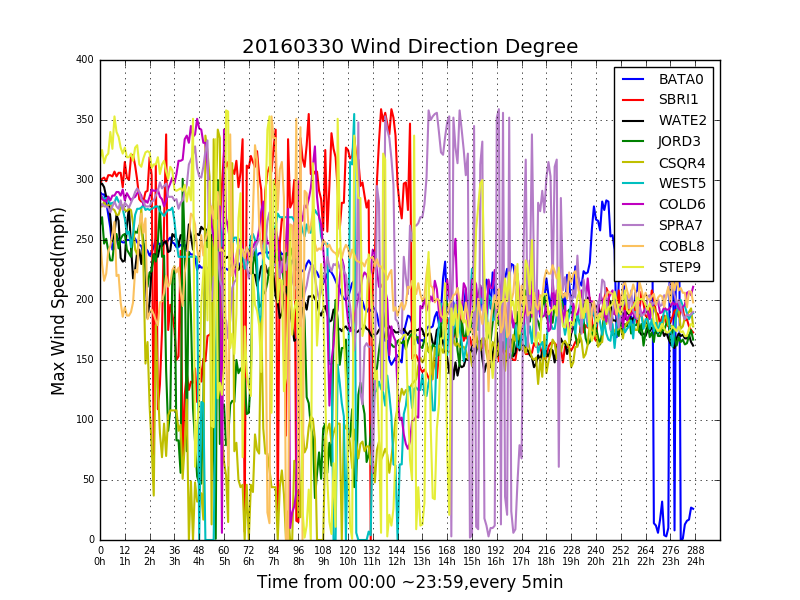 20160330 Wind Direction Degree
Max Wind Speed(mph)
400
350
300
250
200
150
100
50
0
BATA0
SBRI1
WATE2
JORD3
CSQR4
WEST5
COLD6
SPRA7
COBL8
STEP9
0 12 24 36 48 60 72 84 96 108 120 132 144 156 168 180 192 204 216 228 240 252 264 276 288
0h 1h 2h 3h 4h 5h 6h 7h 8h 9h 10h 11h 12h 13h 14h 15h 16h 17h 18h 19h 20h 21h 22h 23h 24h
Time from 00:00 ~23:59,every 5min